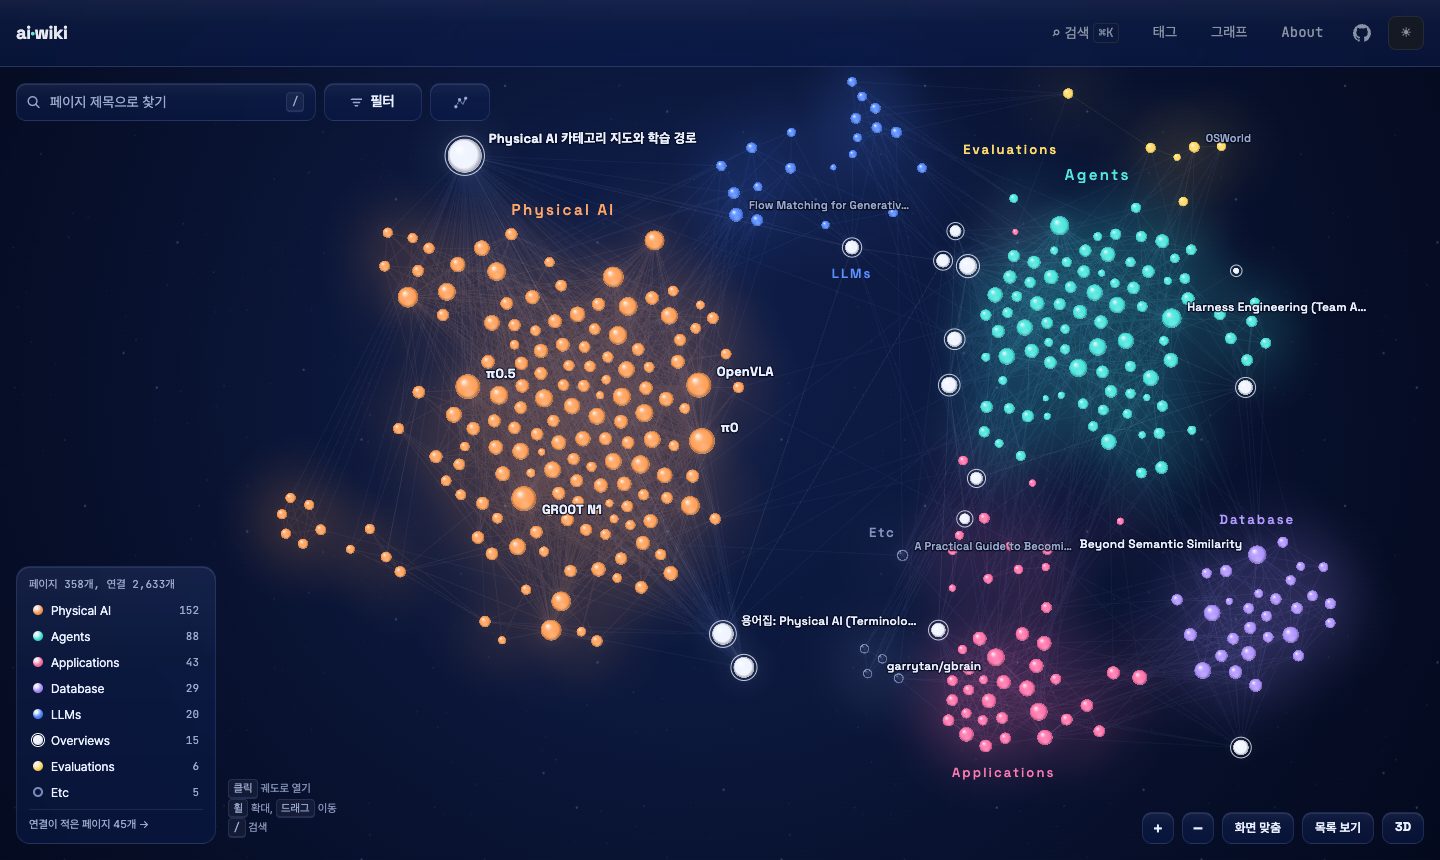 ai·wiki
검색 ⌘K
태그
그래프
About
페이지 제목으로 찾기 /
필터
Physical AI 카테고리 지도와 학습 경로
Physical AI
Evaluations
OSWorld
Agents
Flow Matching for Generativ…
LLMs
Harness Engineering (Team A…
π0.5
OpenVLA
π0
GR00T N1
Database
Etc
A Practical Guide to Becomi…
Beyond Semantic Similarity
용어집: Physical AI (Terminolo…
garrytan/gbrain
Applications
페이지 358개, 연결 2,633개
Physical AI 152
Agents 88
Applications 43
Database 29
LLMs 20
Overviews 15
Evaluations 6
Etc 5
연결이 적은 페이지 45개 →
클릭 궤도로 열기
휠 확대, 드래그 이동
/ 검색
+
−
화면 맞춤
목록 보기
3D